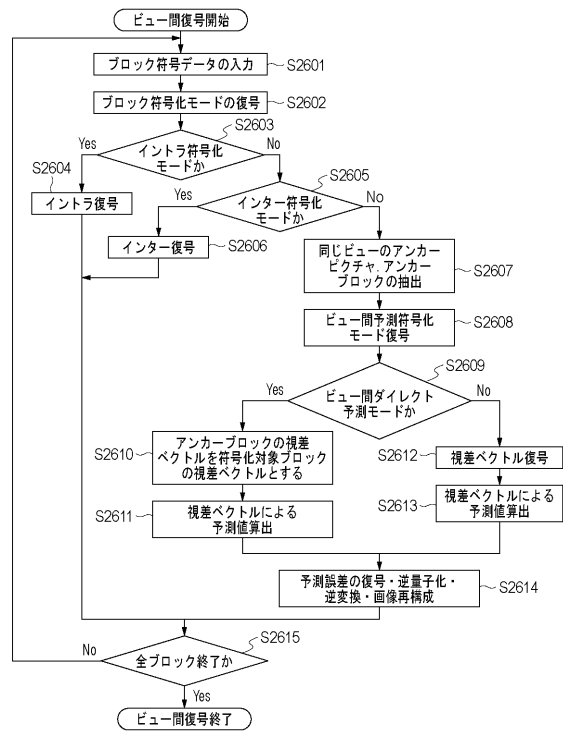 ビュー間復号開始
ブロック符号データの入力
S2601
ブロック符号化モードの復号
S2602
S2603
イントラ符号化
モードか
Yes
No
S2604
イントラ復号
S2605
インター符号化
モードか
Yes
No
インター復号
S2606
同じビューのアンカー
ピクチャ, アンカー
ブロックの抽出
S2607
ビュー間予測符号化
モード復号
S2608
S2609
ビュー間ダイレクト
予測モードか
Yes
No
S2610
アンカーブロックの視差
ベクトルを符号化対象ブロック
の視差ベクトルとする
S2612
視差ベクトル復号
S2611
視差ベクトルによる
予測値算出
S2613
視差ベクトルによる
予測値算出
予測誤差の復号・逆量子化・
逆変換・画像再構成
S2614
S2615
全ブロック終了か
No
Yes
ビュー間復号終了